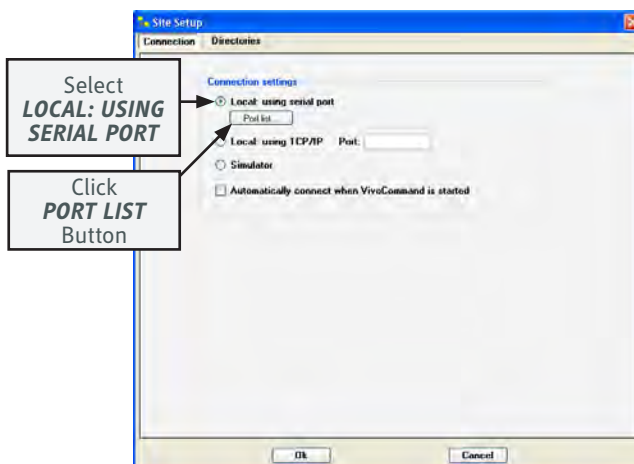 Site Setup
Connection Directories
Connection settings
Select
LOCAL: USING
SERIAL PORT
Local: using serial port
Port list...
Local: using TCP/IP Port:
Simulator
Click
PORT LIST
Button
Automatically connect when VivoCommand is started
Ok Cancel